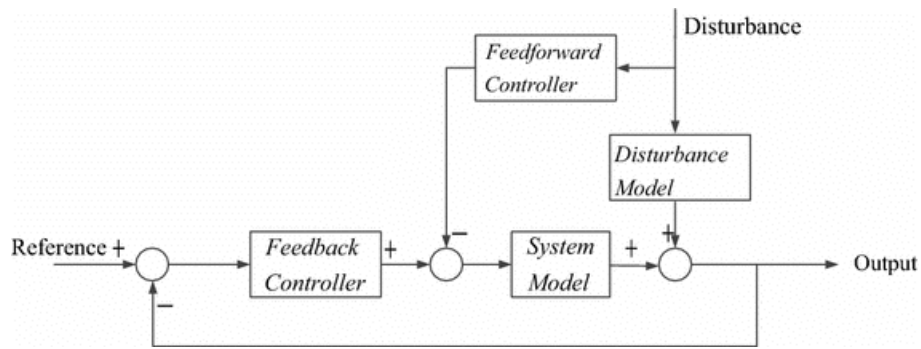 Disturbance
Feedforward
Controller
Disturbance
Model
Reference +
Feedback
Controller
+
−
System
Model
+
+
Output
−